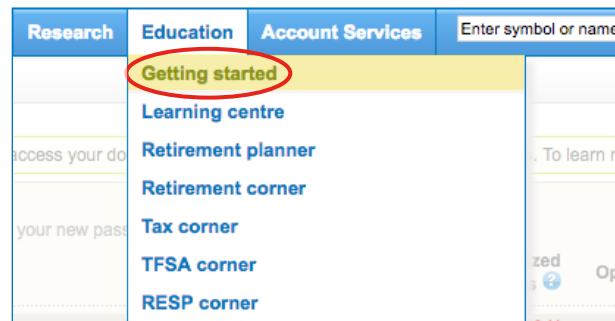 Research Education Account Services Enter symbol or name
Getting started
Learning centre
access your do Retirement planner . To learn
Retirement corner
your new pass Tax corner
TFSA corner zed
RESP corner